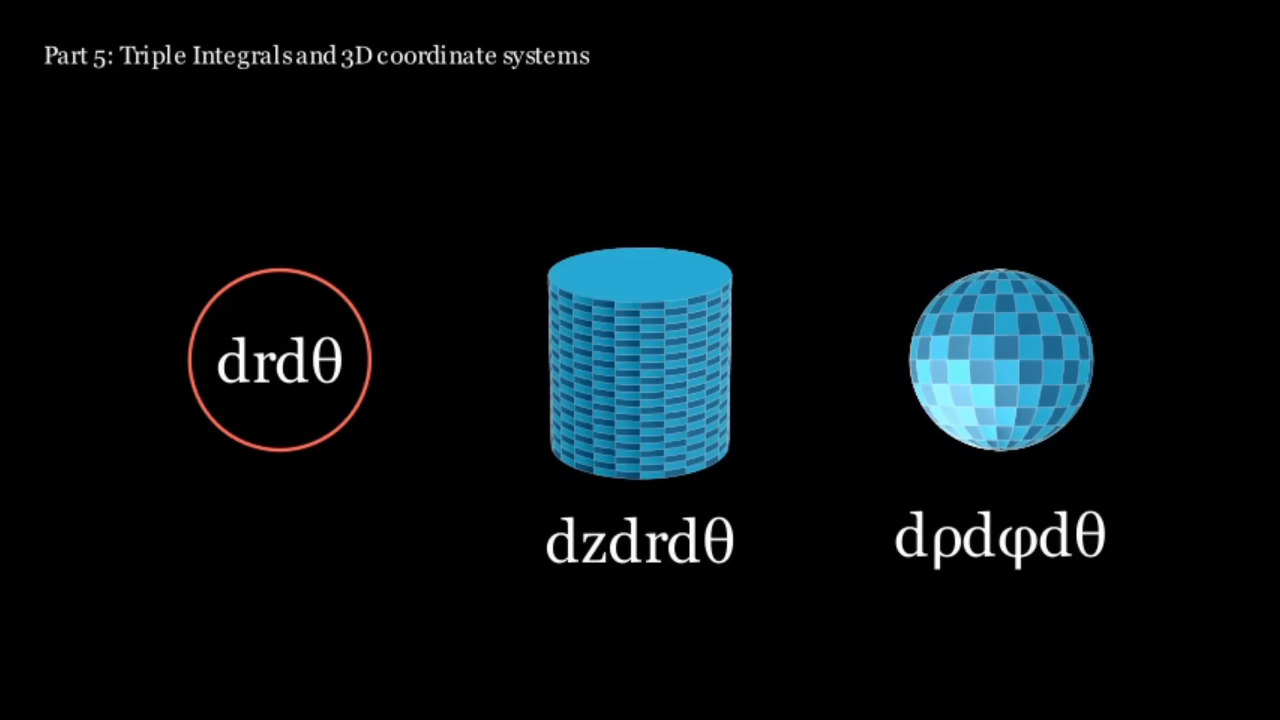 Part 5: Triple Integrals and 3D coordinate systems
drdθ
dzdrdθ
dρdφdθ